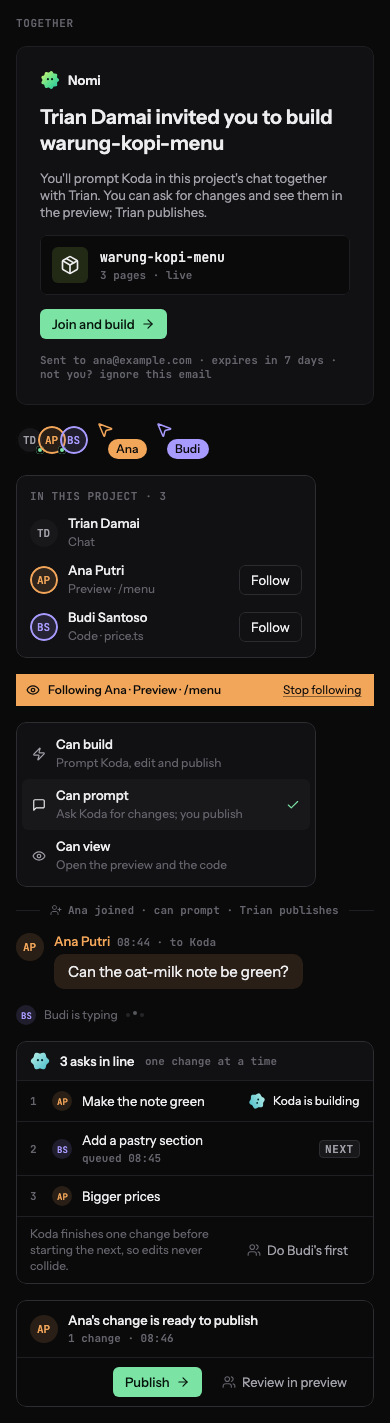 TOGETHER
Nomi
Trian Damai invited you to build
warung-kopi-menu
You'll prompt Koda in this project's chat together
with Trian. You can ask for changes and see them in
the preview; Trian publishes.
warung-kopi-menu
3 pages · live
Join and build →
Sent to ana@example.com · expires in 7 days ·
not you? ignore this email
TD AP BS Ana Budi
IN THIS PROJECT · 3
TD Trian Damai
Chat
AP Ana Putri
Preview · /menu
Follow
BS Budi Santoso
Code · price.ts
Follow
Following Ana · Preview · /menu Stop following
Can build
Prompt Koda, edit and publish
Can prompt
Ask Koda for changes; you publish
Can view
Open the preview and the code
Ana joined · can prompt · Trian publishes
AP Ana Putri 08:44 · to Koda
Can the oat-milk note be green?
BS Budi is typing
3 asks in line one change at a time
1 AP Make the note green Koda is building
2 BS Add a pastry section
queued 08:45
NEXT
3 AP Bigger prices
Koda finishes one change before
starting the next, so edits never
collide.
Do Budi's first
AP Ana's change is ready to publish
1 change · 08:46
Publish → Review in preview